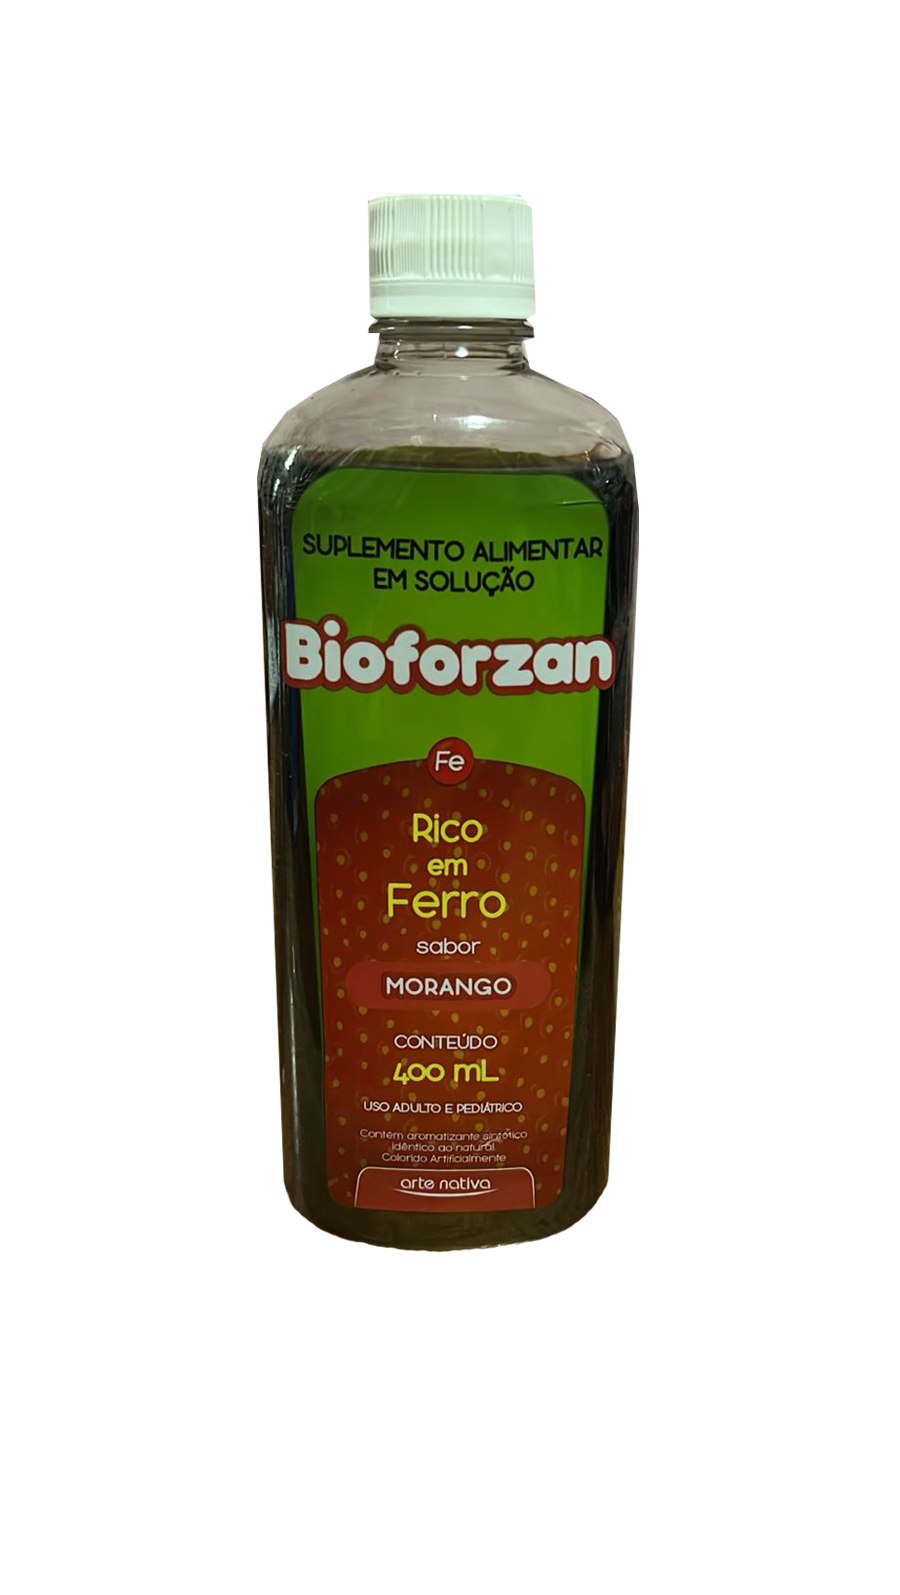 SUPLEMENTO ALIMENTAR
EM SOLUÇÃO
Bioforzan
Fe
Rico
em
Ferro
sabor
MORANGO
CONTEÚDO
400 mL
USO ADULTO E PEDIÁTRICO
Contém aromatizante sintético
idêntico ao natural.
Colorido Artificialmente
arte nativa